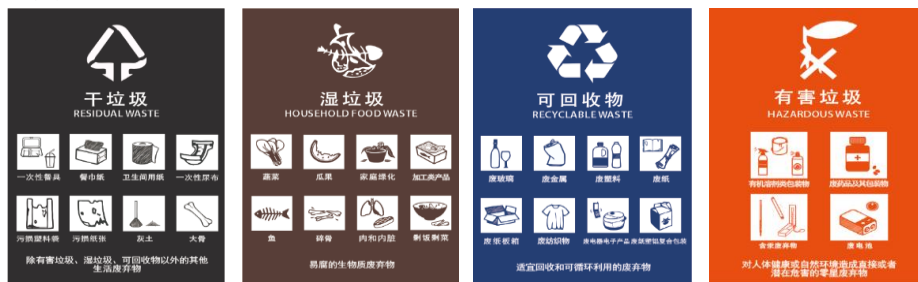 干垃圾
RESIDUAL WASTE
一次性餐具
餐巾纸
卫生间用纸
一次性尿布
污损塑料袋
污损纸张
灰土
大骨
除有害垃圾、湿垃圾、可回收物以外的其他
生活废弃物
湿垃圾
HOUSEHOLD FOOD WASTE
蔬菜
瓜果
家庭绿化
加工类产品
鱼
碎骨
肉和内脏
剩饭剩菜
易腐的生物质废弃物
可回收物
RECYCLABLE WASTE
废玻璃
废金属
废塑料
废纸
废纸板箱
废纺织物
废电器电子产品
废纸塑铝复合包装
适宜回收和可循环利用的废弃物
有害垃圾
HAZARDOUS WASTE
有机溶剂类包装物
废药品及其包装物
含汞废弃物
废电池
对人体健康或自然环境造成直接或者
潜在危害的零星废弃物